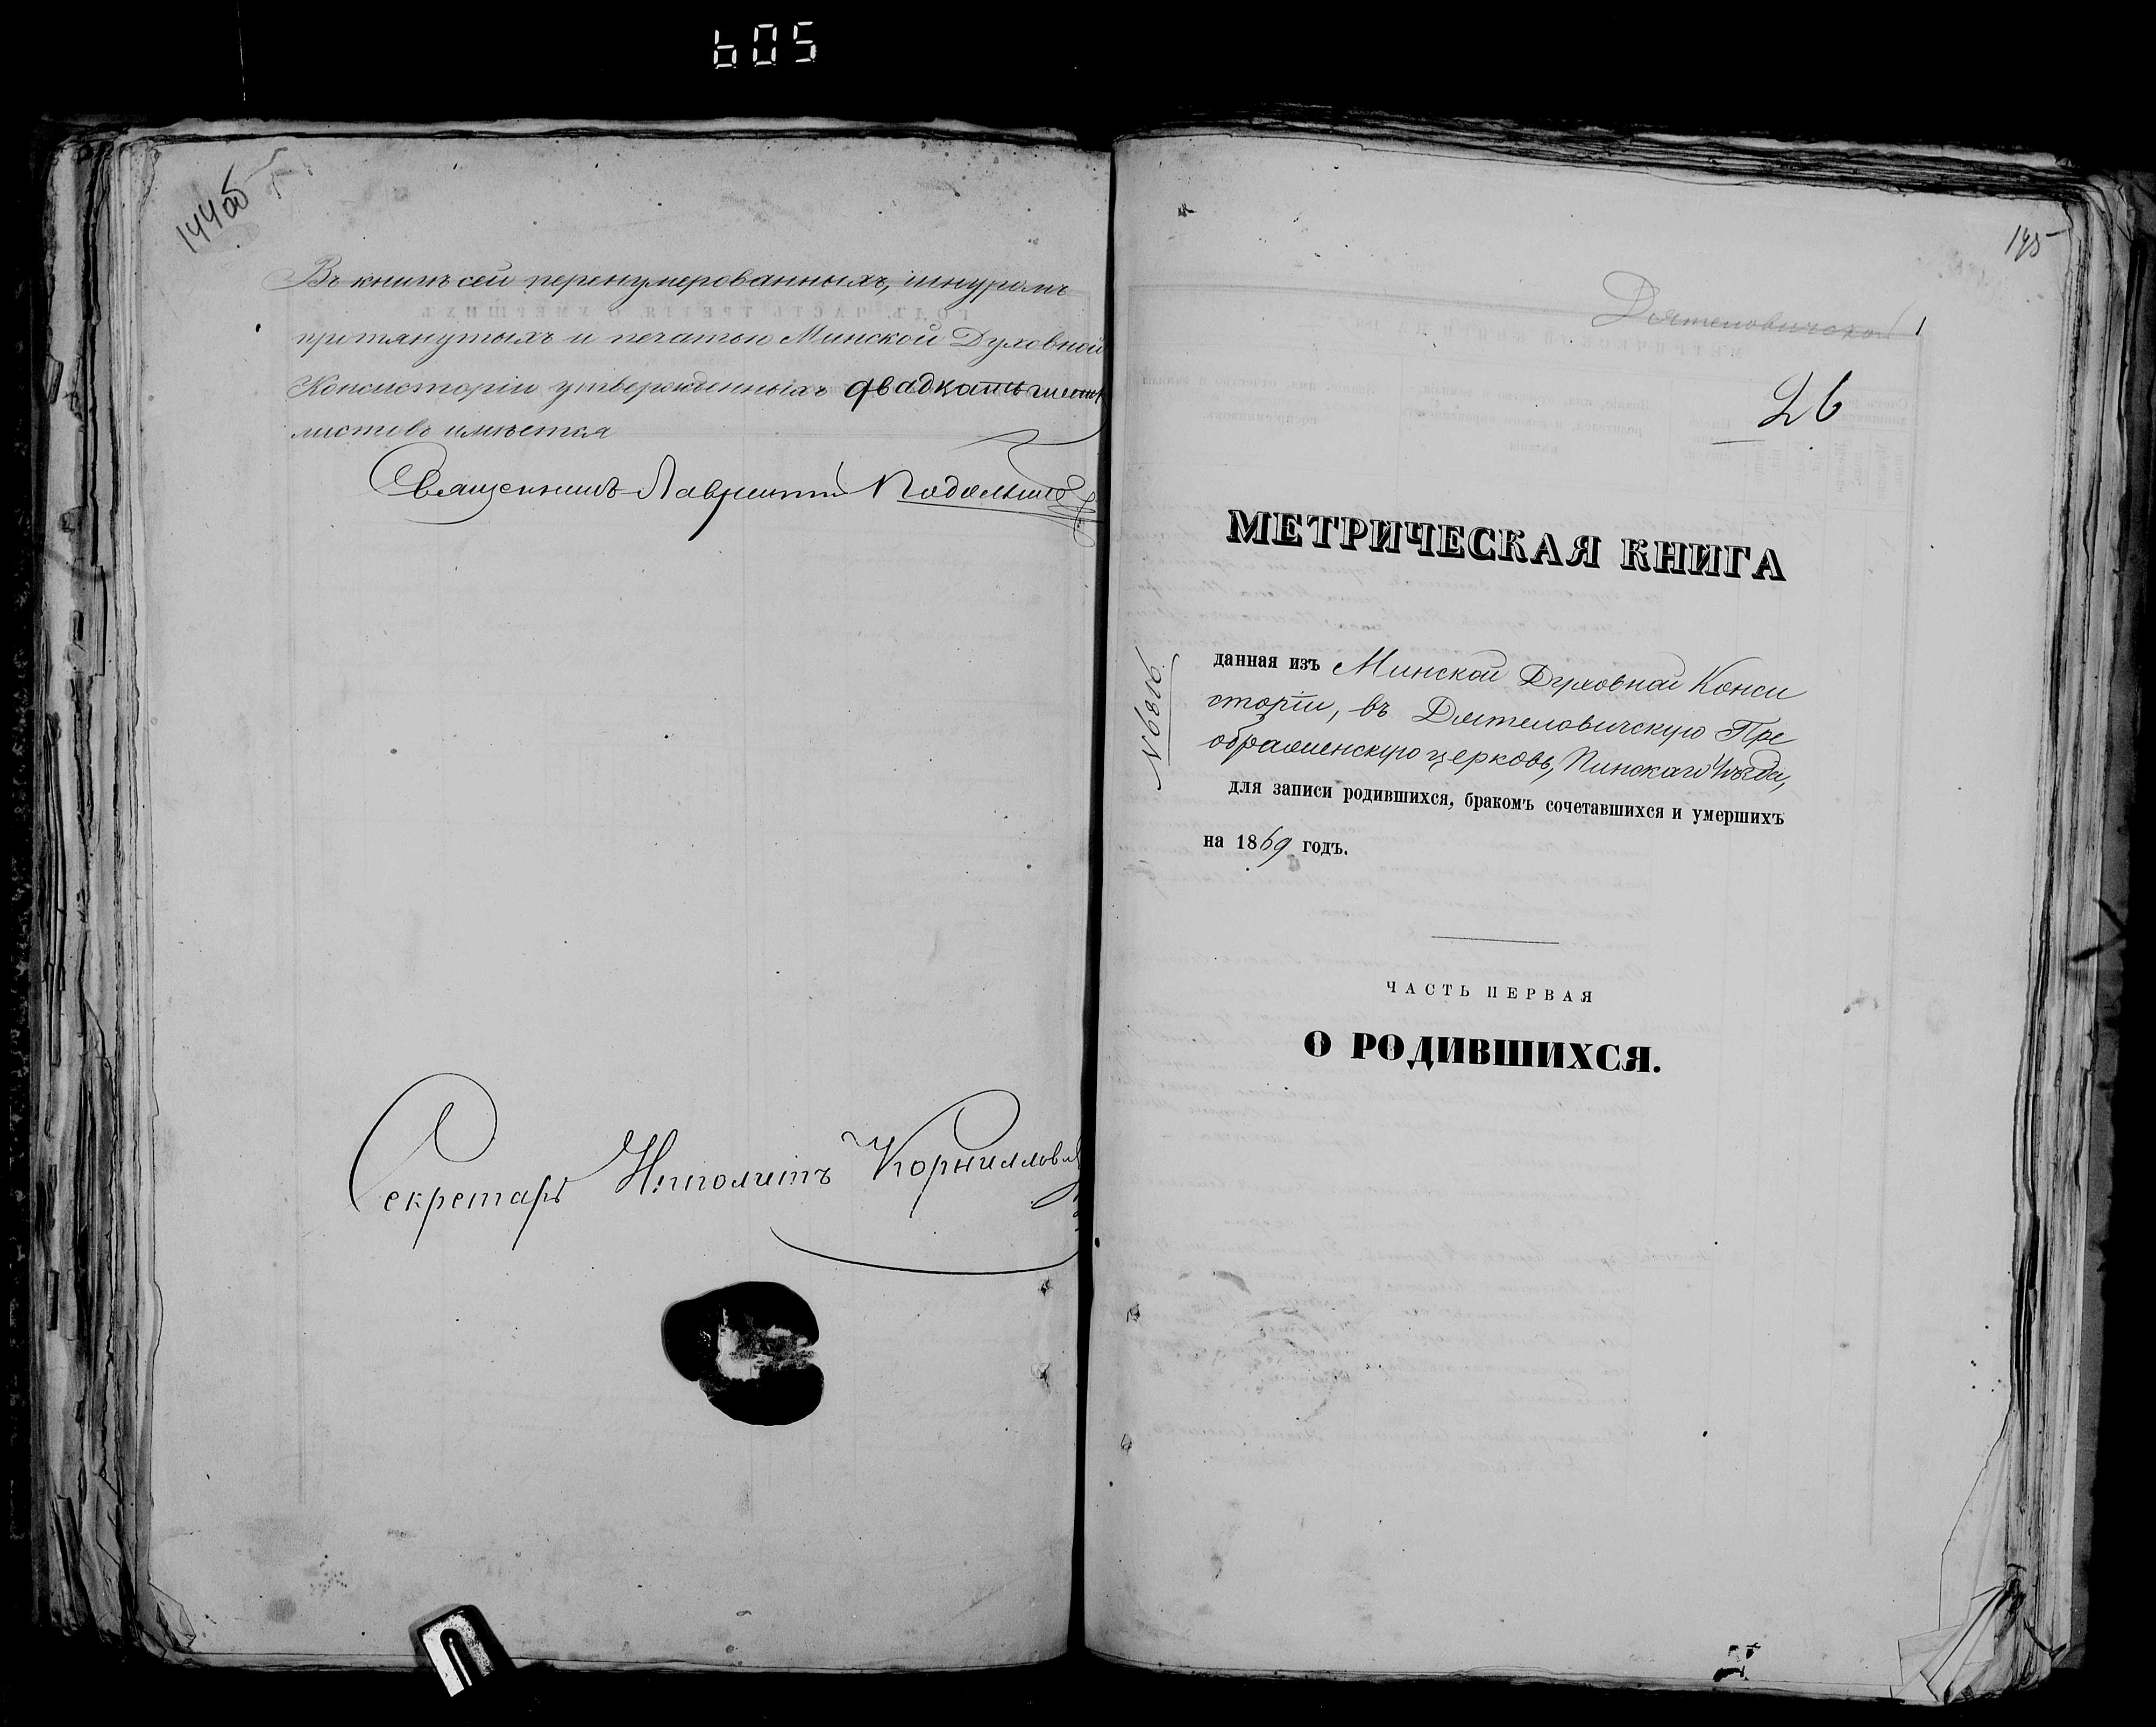 605
144об
Въ книгѣ сей перенумерованныхъ, шнуромъ
протянутыхъ и печатью Минской Духовной
Консисторіи утвержденныхъ двадцать шесть
листовъ имѣется
Священникъ Лаврентій
Секретарь Ипполитъ Корнилловичъ
145
Дятеловичской
1
26
МЕТРИЧЕСКАЯ КНИГА
№6816
данная изъ Минской Духовной Конси
сторіи, въ Дятеловичскую Пре
ображенскую церковь, Пинскаго Уѣзда,
для записи родившихся, бракомъ сочетавшихся и умершихъ
на 1869 годъ.
ЧАСТЬ ПЕРВАЯ
О РОДИВШИХСЯ.